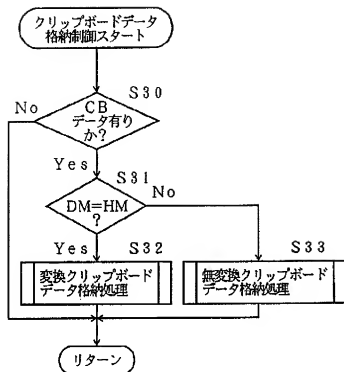 クリップボードデータ
格納制御スタート
S30
No
CB
データ有り
か?
Yes
S31
No
DM=HM
?
Yes
S32
S33
変換クリップボード
データ格納処理
無変換クリップボード
データ格納処理
リターン